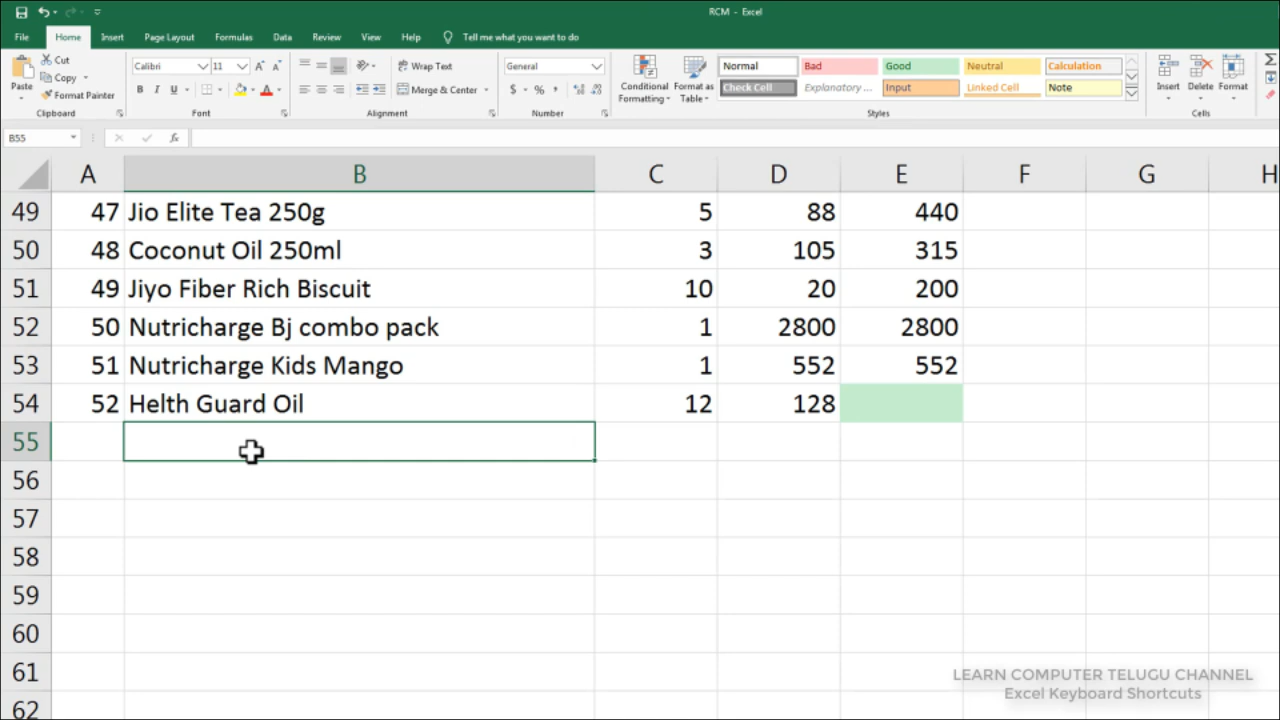 RCM - Excel
File Home Insert Page Layout Formulas Data Review View Help Tell me what you want to do
Paste Cut Copy Format Painter Clipboard
Calibri 11 A A B I U A Font
Wrap Text Merge & Center Alignment
General $ % , Number
Conditional Formatting Format as Table
Normal Bad Good Neutral Calculation
Check Cell Explanatory ... Input Linked Cell Note
Styles
Insert Delete Format Cells
B55 fx
A B C D E F G H
49 47 Jio Elite Tea 250g 5 88 440
50 48 Coconut Oil 250ml 3 105 315
51 49 Jiyo Fiber Rich Biscuit 10 20 200
52 50 Nutricharge Bj combo pack 1 2800 2800
53 51 Nutricharge Kids Mango 1 552 552
54 52 Helth Guard Oil 12 128
55
56
57
58
59
60
61
62
LEARN COMPUTER TELUGU CHANNEL
Excel Keyboard Shortcuts